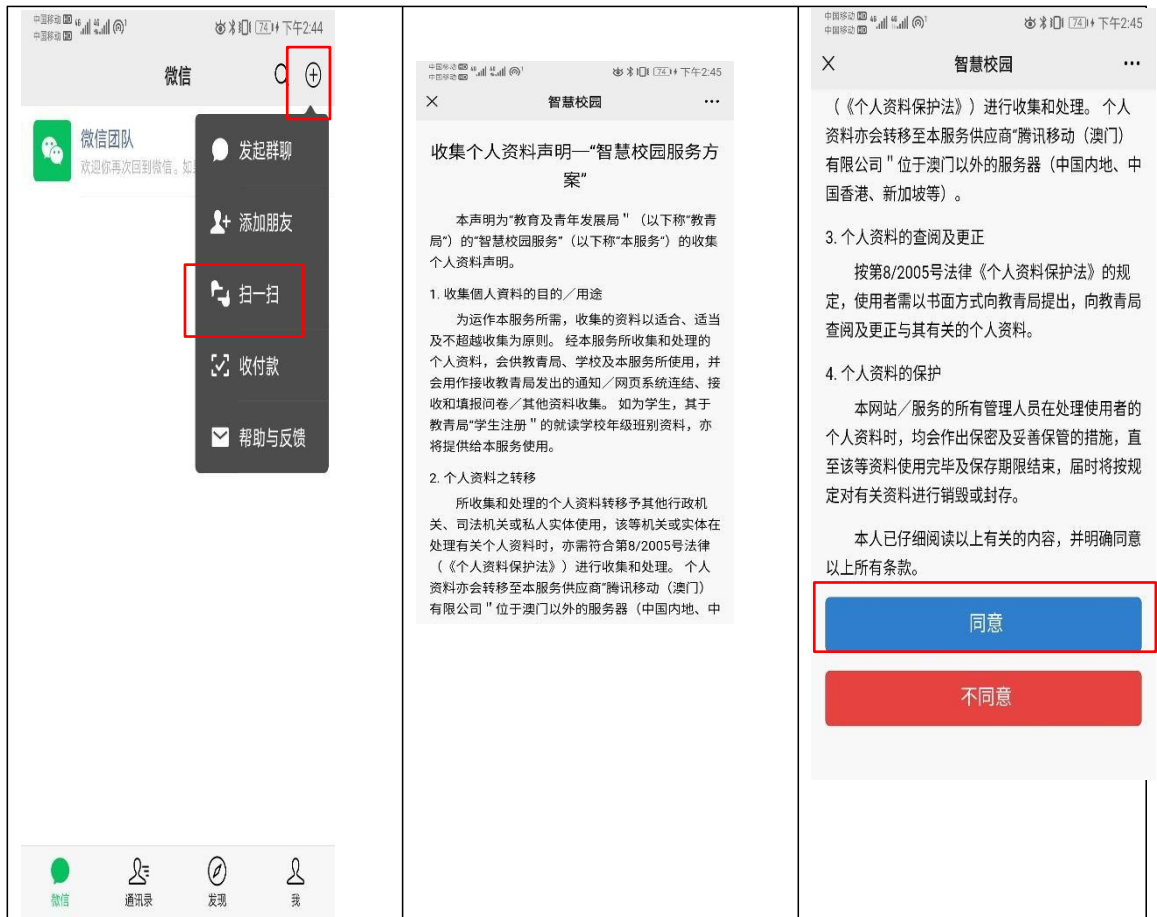 中国移动 HD 46 46
中国移动 HD
74 下午2:44
微信
微信团队
欢迎你再次回到微信。如
发起群聊
添加朋友
扫一扫
收付款
帮助与反馈
微信
通讯录
发现
我
中国移动 HD 46 46
中国移动 HD
74 下午2:45
智慧校园
收集个人资料声明—“智慧校园服务方
案”
本声明为“教育及青年发展局＂（以下称“教青
局”）的“智慧校园服务”（以下称“本服务”）的收集
个人资料声明。
1. 收集個人資料的目的／用途
为运作本服务所需，收集的资料以适合、适当
及不超越收集为原则。 经本服务所收集和处理的
个人资料，会供教青局、学校及本服务所使用，并
会用作接收教青局发出的通知／网页系统连结、接
收和填报问卷／其他资料收集。 如为学生，其于
教青局“学生注册＂的就读学校年级班别资料，亦
将提供给本服务使用。
2. 个人资料之转移
所收集和处理的个人资料转移予其他行政机
关、司法机关或私人实体使用，该等机关或实体在
处理有关个人资料时，亦需符合第8/2005号法律
（《个人资料保护法》）进行收集和处理。 个人
资料亦会转移至本服务供应商“腾讯移动（澳门）
有限公司＂位于澳门以外的服务器（中国内地、中
中国移动 HD 46 46
中国移动 HD
74 下午2:45
智慧校园
（《个人资料保护法》）进行收集和处理。 个人
资料亦会转移至本服务供应商“腾讯移动（澳门）
有限公司＂位于澳门以外的服务器（中国内地、中
国香港、新加坡等）。
3. 个人资料的查阅及更正
按第8/2005号法律《个人资料保护法》的规
定，使用者需以书面方式向教青局提出，向教青局
查阅及更正与其有关的个人资料。
4. 个人资料的保护
本网站／服务的所有管理人员在处理使用者的
个人资料时，均会作出保密及妥善保管的措施，直
至该等资料使用完毕及保存期限结束，届时将按规
定对有关资料进行销毁或封存。
本人已仔细阅读以上有关的内容，并明确同意
以上所有条款。
同意
不同意